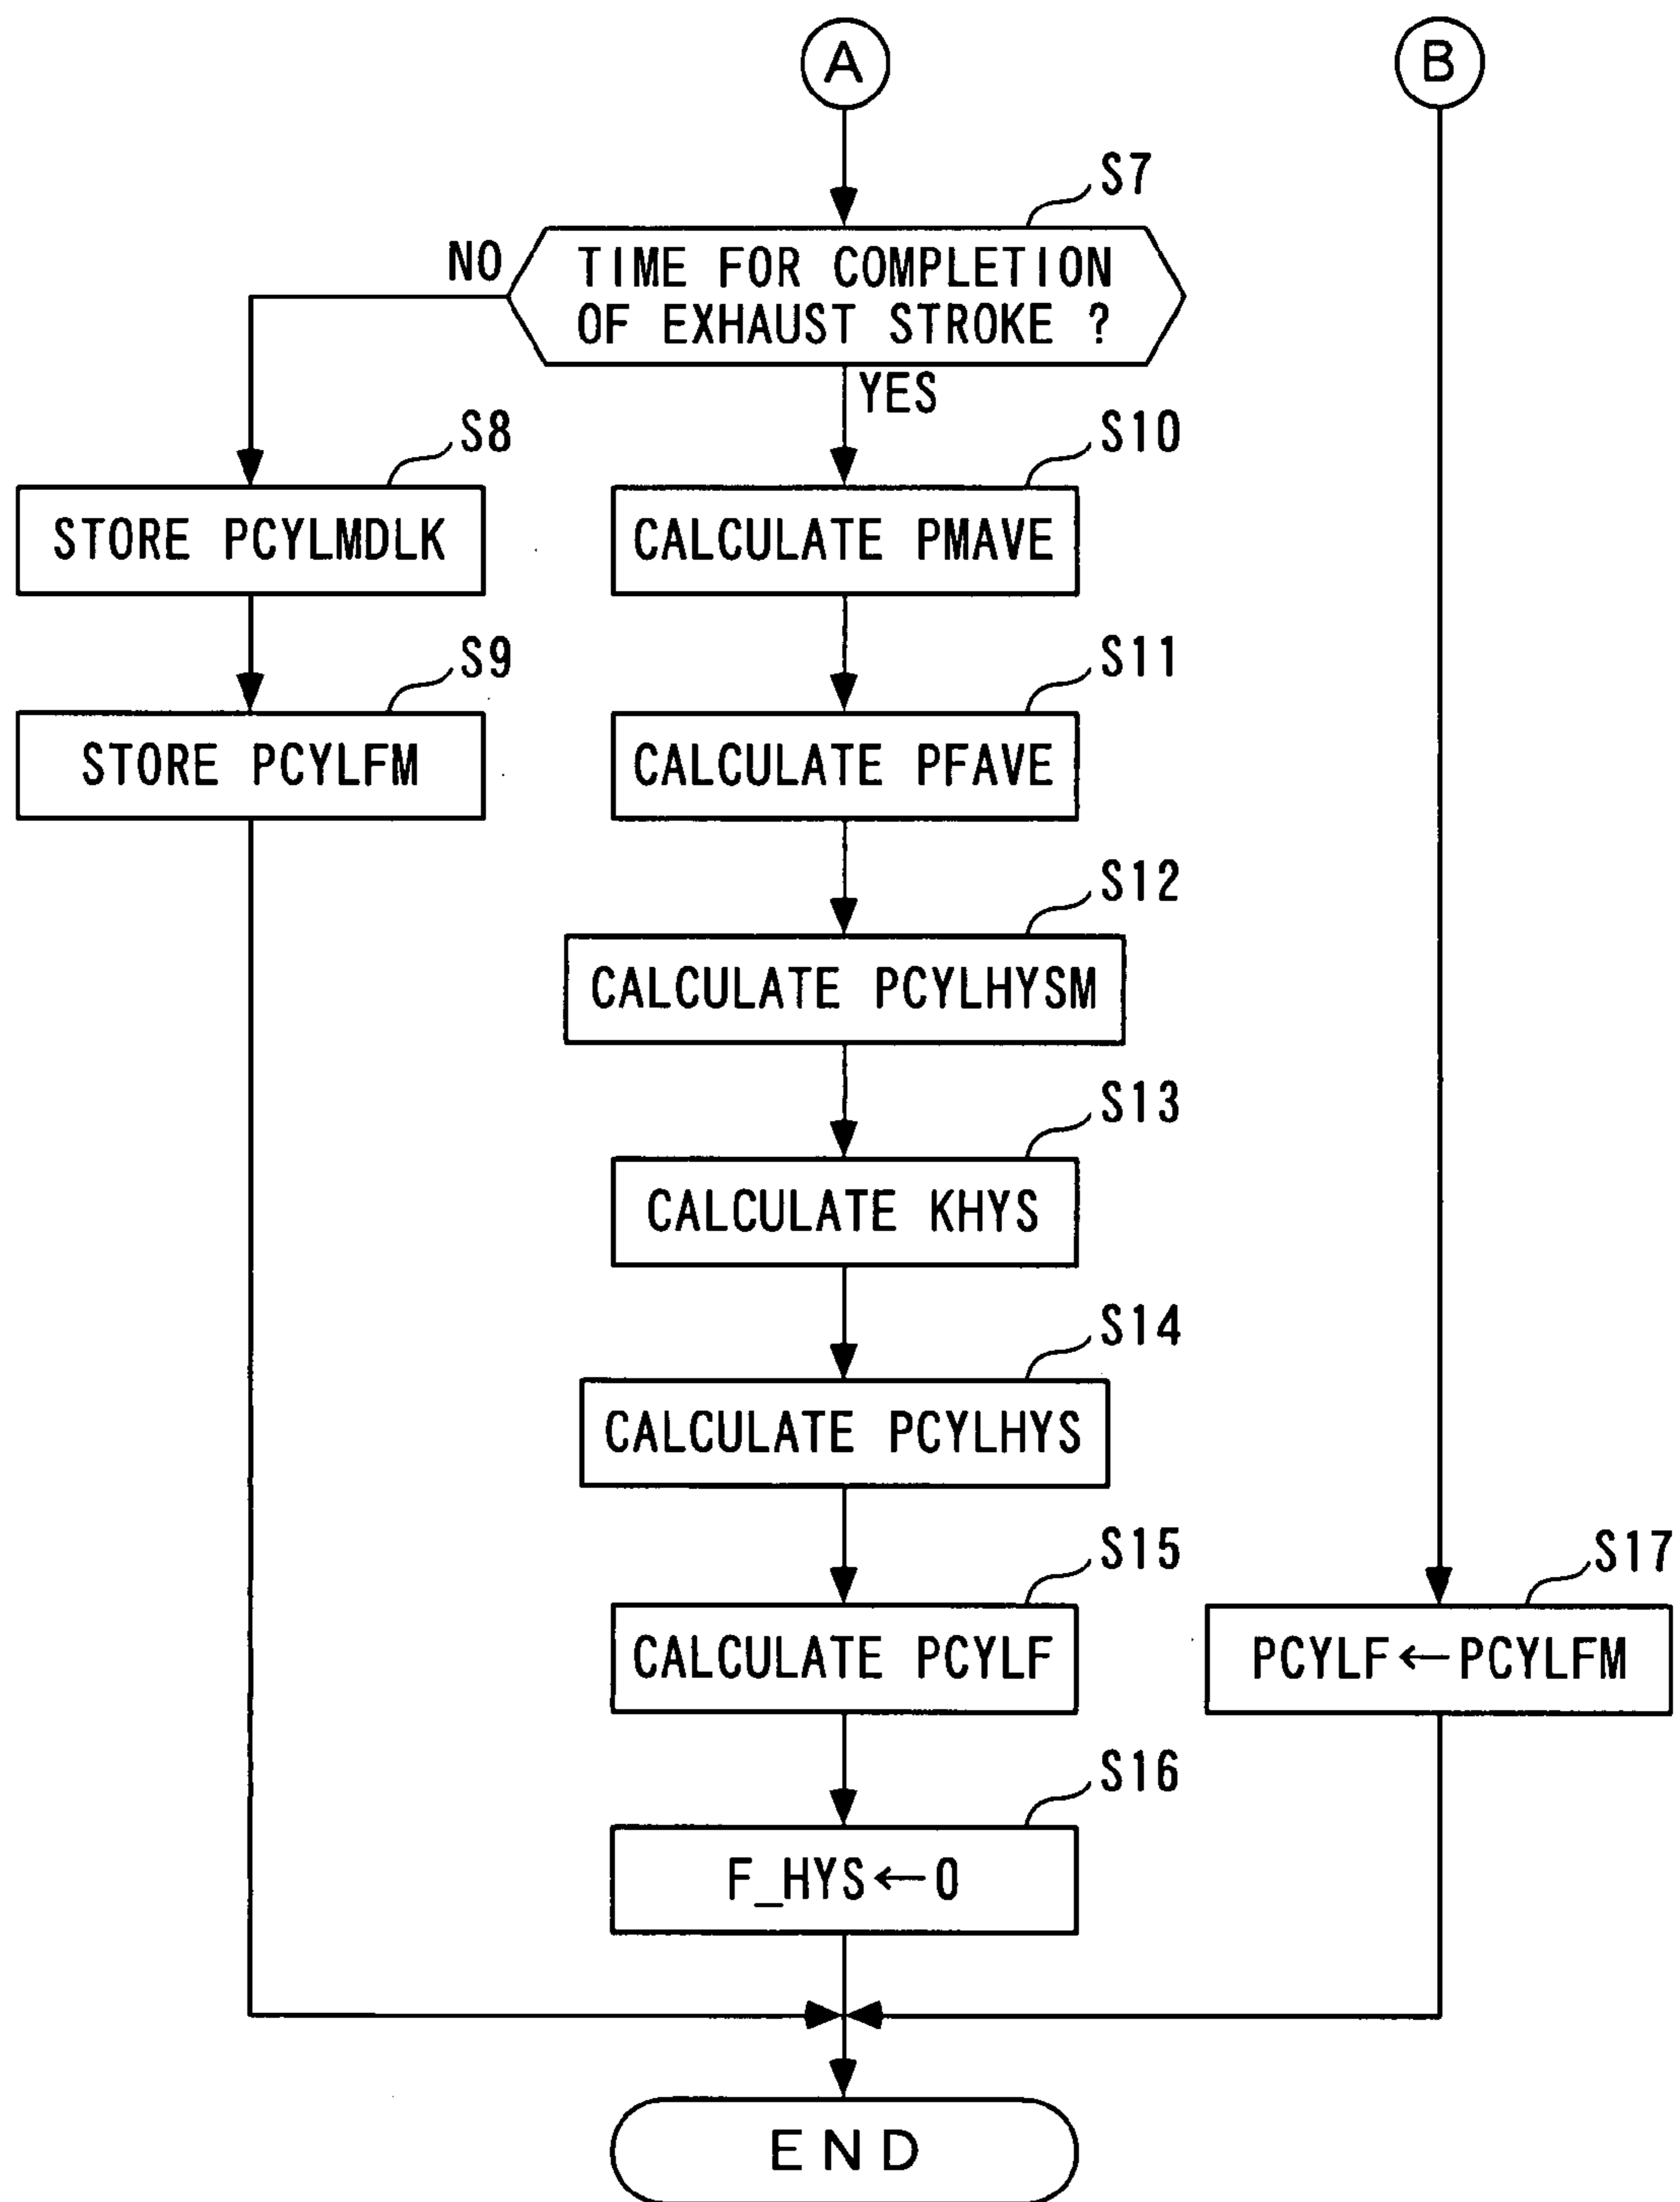 A
B
S7
NO
TIME FOR COMPLETION
OF EXHAUST STROKE ?
YES
S8
S10
STORE PCYLMDLK
CALCULATE PMAVE
S9
S11
STORE PCYLFM
CALCULATE PFAVE
S12
CALCULATE PCYLHYSM
S13
CALCULATE KHYS
S14
CALCULATE PCYLHYS
S15
S17
CALCULATE PCYLF
PCYLF←PCYLFM
S16
F_HYS←0
END